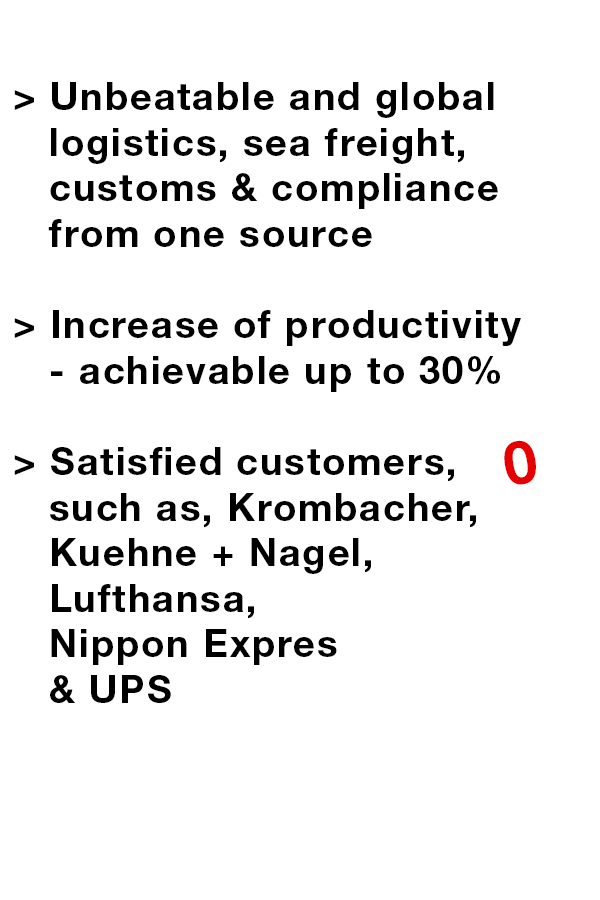 > Unbeatable and global
logistics, sea freight,
customs & compliance
from one source
> Increase of productivity
- achievable up to 30%
> Satisfied customers,
0
such as, Krombacher,
Kuehne + Nagel,
Lufthansa,
Nippon Expres
& UPS